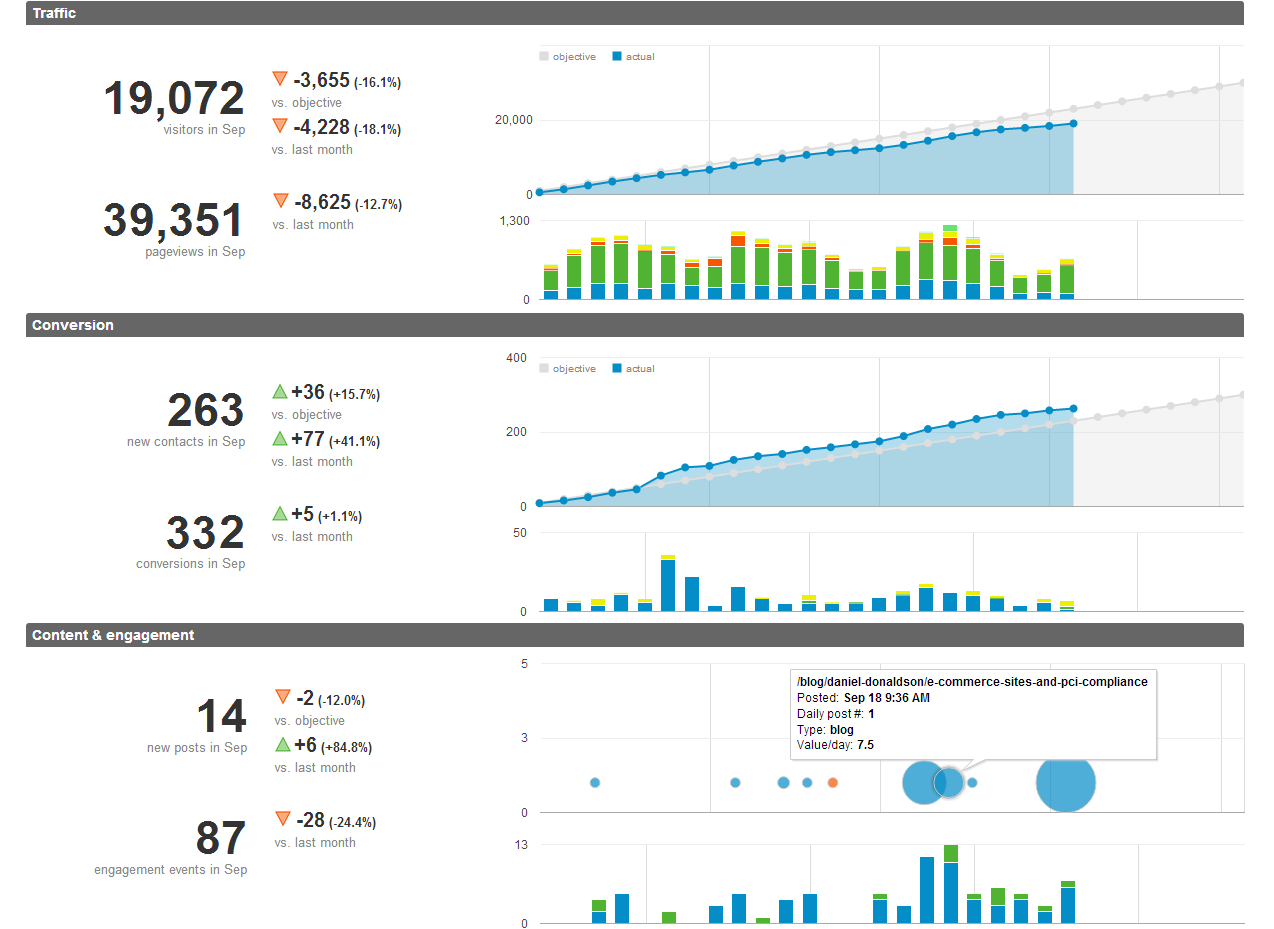 Traffic
19,072
visitors in Sep
-3,655 (-16.1%)
vs. objective
-4,228 (-18.1%)
vs. last month
39,351
pageviews in Sep
-8,625 (-12.7%)
vs. last month
objective actual
20,000
0
1,300
0
Conversion
263
new contacts in Sep
+36 (+15.7%)
vs. objective
+77 (+41.1%)
vs. last month
332
conversions in Sep
+5 (+1.1%)
vs. last month
400
objective actual
200
0
50
0
Content & engagement
14
new posts in Sep
-2 (-12.0%)
vs. objective
+6 (+84.8%)
vs. last month
87
engagement events in Sep
-28 (-24.4%)
vs. last month
5
3
0
/blog/daniel-donaldson/e-commerce-sites-and-pci-compliance
Posted: Sep 18 9:36 AM
Daily post #: 1
Type: blog
Value/day: 7.5
13
0